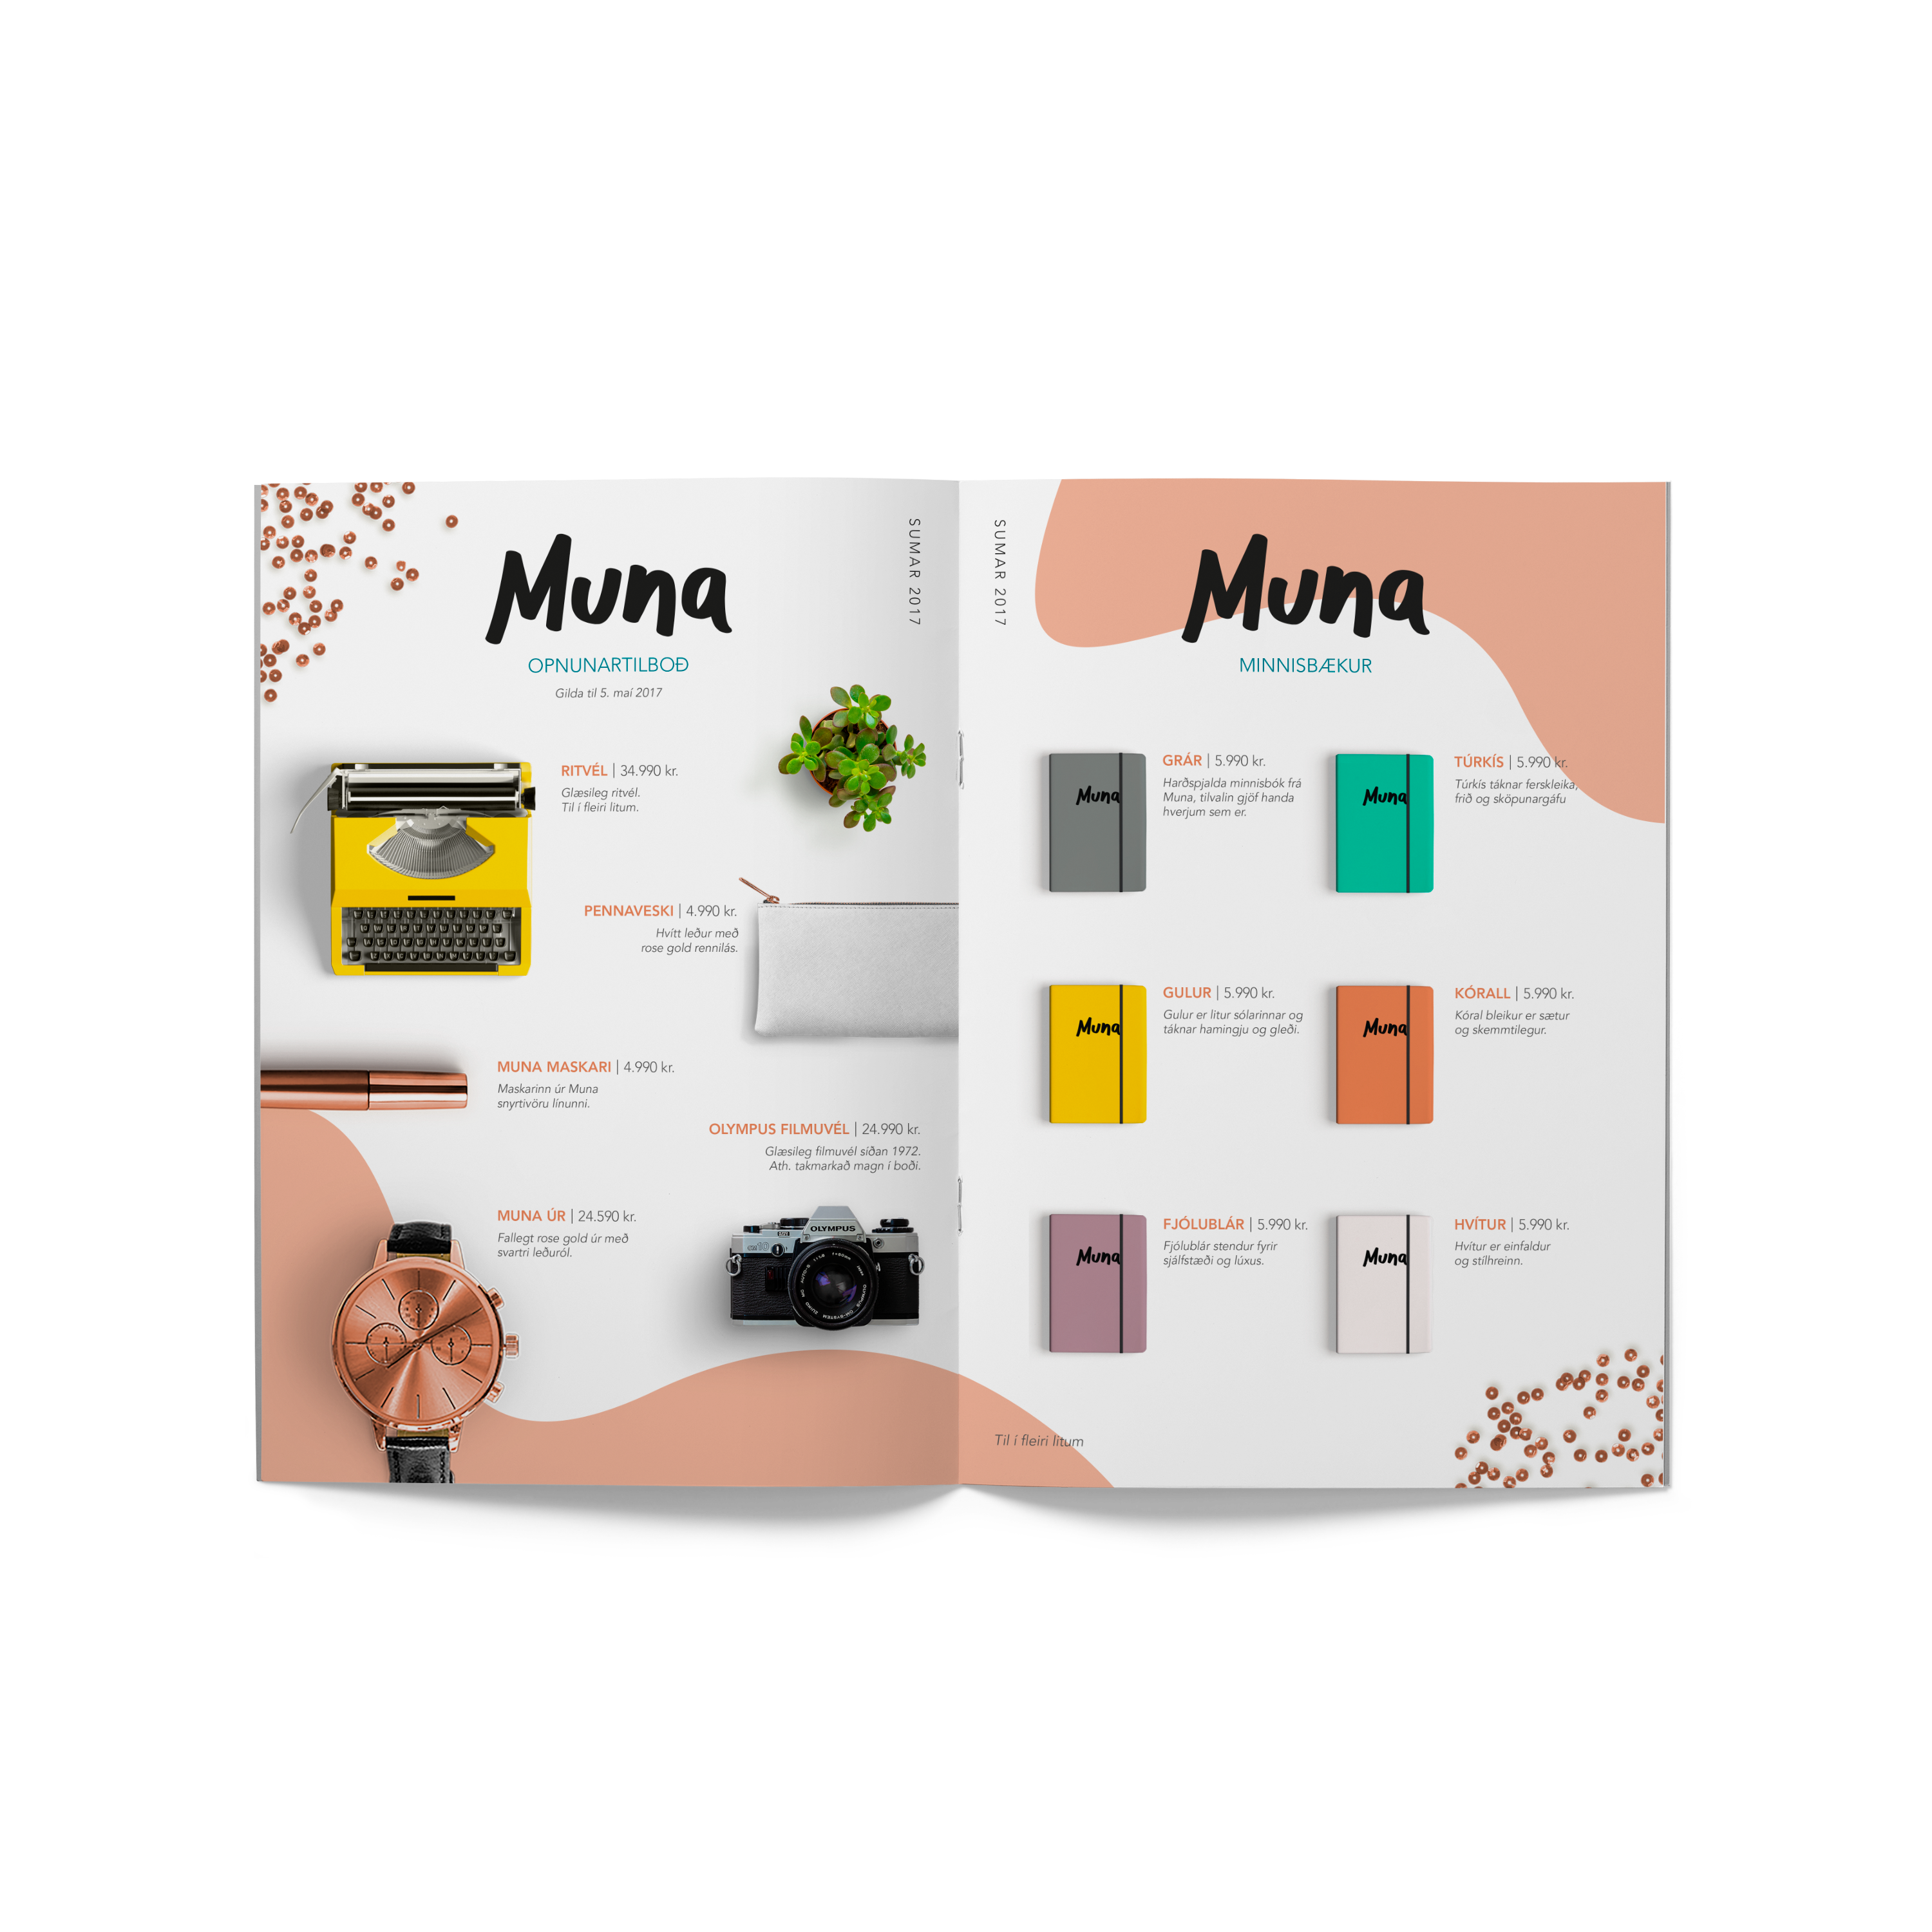 Muna
OPNUNARTILBOÐ
Gilda til 5. maí 2017
SUMAR 2017
RITVÉL | 34.990 kr.
Glæsileg ritvél.
Til í fleiri litum.
PENNAVESKI | 4.990 kr.
Hvítt leður með
rose gold rennilás.
MUNA MASKARI | 4.990 kr.
Maskarinn úr Muna
snyrtivöru línunni.
OLYMPUS FILMUVÉL | 24.990 kr.
Glæsileg filmuvél síðan 1972.
Ath. takmarkað magn í boði.
MUNA ÚR | 24.590 kr.
Fallegt rose gold úr með
svartri leðuról.
OLYMPUS
SUMAR 2017
Muna
MINNISBÆKUR
Muna
GRÁR | 5.990 kr.
Harðspjalda minnisbók frá
Muna, tilvalin gjöf handa
hverjum sem er.
Muna
TÚRKÍS | 5.990 kr.
Túrkís táknar ferskleika,
frið og sköpunargáfu
Muna
GULUR | 5.990 kr.
Gulur er litur sólarinnar og
táknar hamingju og gleði.
Muna
KÓRALL | 5.990 kr.
Kóral bleikur er sætur
og skemmtilegur.
Muna
FJÓLUBLÁR | 5.990 kr.
Fjólublár stendur fyrir
sjálfstæði og lúxus.
Muna
HVÍTUR | 5.990 kr.
Hvítur er einfaldur
og stílhreinn.
Til í fleiri litum